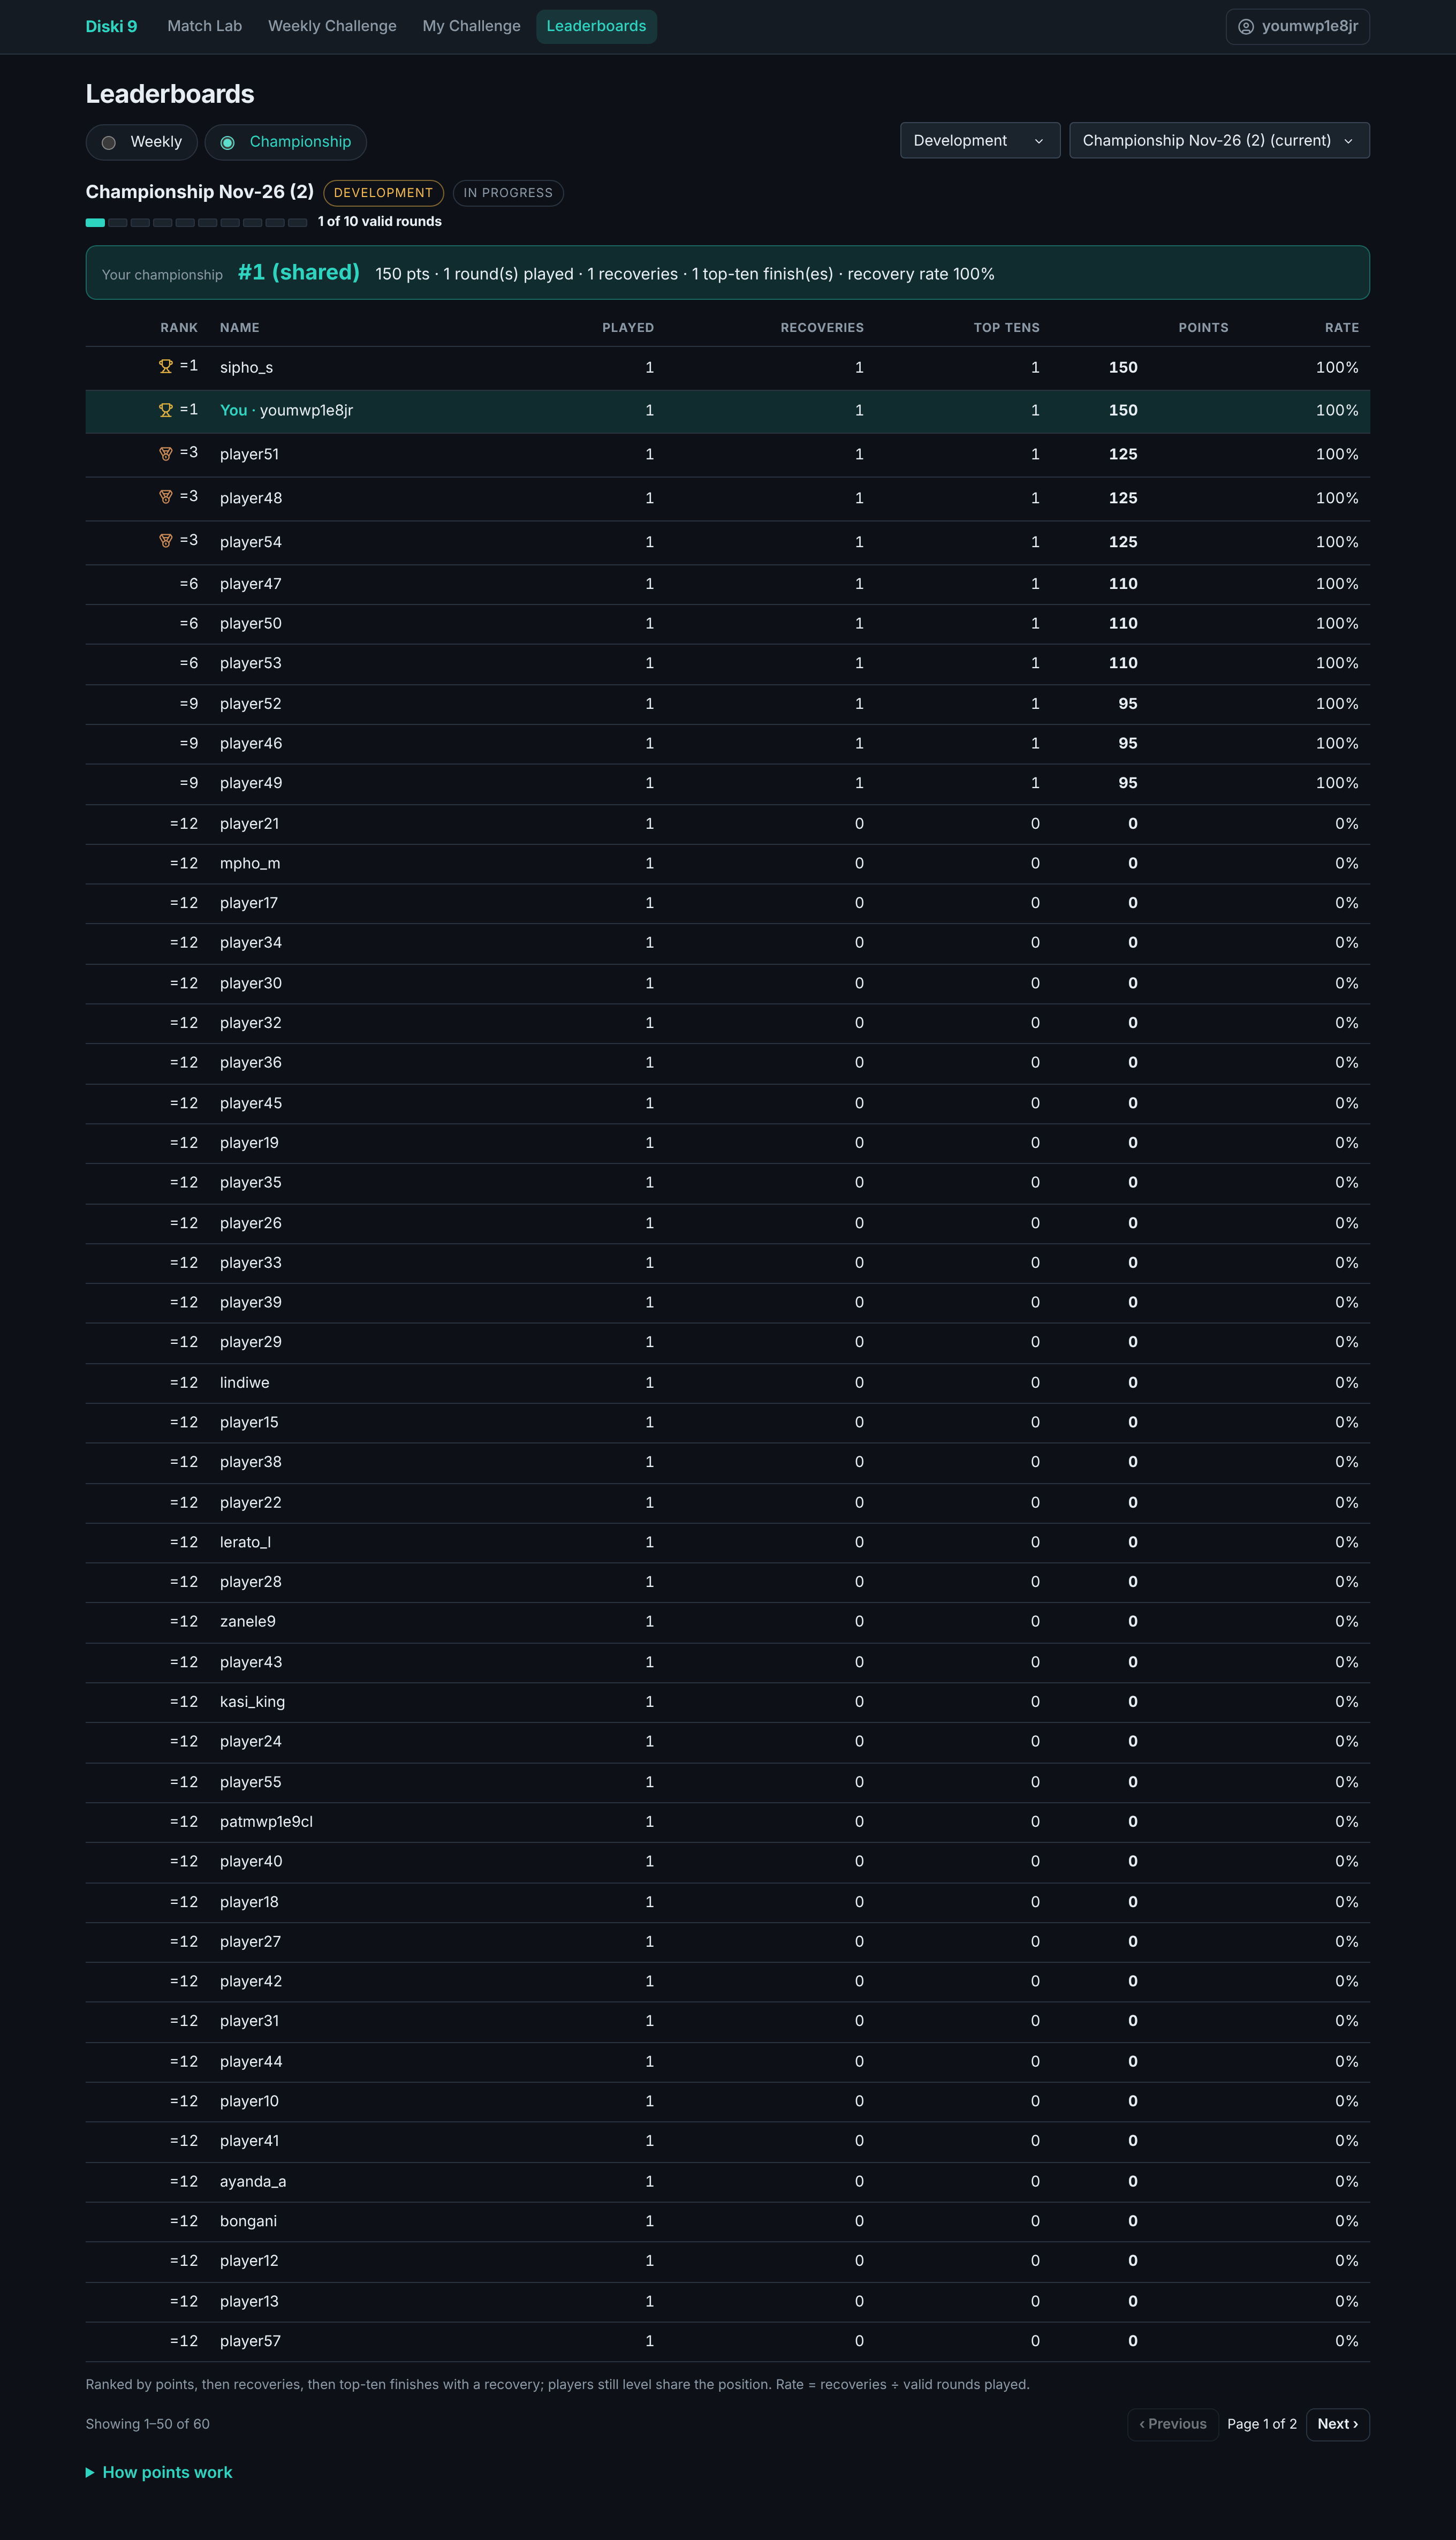 Diski 9 Match Lab Weekly Challenge My Challenge Leaderboards youmwp1e8jr
Leaderboards
Weekly Championship Development Championship Nov-26 (2) (current)
Championship Nov-26 (2) DEVELOPMENT IN PROGRESS
1 of 10 valid rounds
Your championship #1 (shared) 150 pts · 1 round(s) played · 1 recoveries · 1 top-ten finish(es) · recovery rate 100%
RANK NAME PLAYED RECOVERIES TOP TENS POINTS RATE
=1 sipho_s 1 1 1 150 100%
=1 You · youmwp1e8jr 1 1 1 150 100%
=3 player51 1 1 1 125 100%
=3 player48 1 1 1 125 100%
=3 player54 1 1 1 125 100%
=6 player47 1 1 1 110 100%
=6 player50 1 1 1 110 100%
=6 player53 1 1 1 110 100%
=9 player52 1 1 1 95 100%
=9 player46 1 1 1 95 100%
=9 player49 1 1 1 95 100%
=12 player21 1 0 0 0 0%
=12 mpho_m 1 0 0 0 0%
=12 player17 1 0 0 0 0%
=12 player34 1 0 0 0 0%
=12 player30 1 0 0 0 0%
=12 player32 1 0 0 0 0%
=12 player36 1 0 0 0 0%
=12 player45 1 0 0 0 0%
=12 player19 1 0 0 0 0%
=12 player35 1 0 0 0 0%
=12 player26 1 0 0 0 0%
=12 player33 1 0 0 0 0%
=12 player39 1 0 0 0 0%
=12 player29 1 0 0 0 0%
=12 lindiwe 1 0 0 0 0%
=12 player15 1 0 0 0 0%
=12 player38 1 0 0 0 0%
=12 player22 1 0 0 0 0%
=12 lerato_l 1 0 0 0 0%
=12 player28 1 0 0 0 0%
=12 zanele9 1 0 0 0 0%
=12 player43 1 0 0 0 0%
=12 kasi_king 1 0 0 0 0%
=12 player24 1 0 0 0 0%
=12 player55 1 0 0 0 0%
=12 patmwp1e9cl 1 0 0 0 0%
=12 player40 1 0 0 0 0%
=12 player18 1 0 0 0 0%
=12 player27 1 0 0 0 0%
=12 player42 1 0 0 0 0%
=12 player31 1 0 0 0 0%
=12 player44 1 0 0 0 0%
=12 player10 1 0 0 0 0%
=12 player41 1 0 0 0 0%
=12 ayanda_a 1 0 0 0 0%
=12 bongani 1 0 0 0 0%
=12 player12 1 0 0 0 0%
=12 player13 1 0 0 0 0%
=12 player57 1 0 0 0 0%
Ranked by points, then recoveries, then top-ten finishes with a recovery; players still level share the position. Rate = recoveries ÷ valid rounds played.
Showing 1–50 of 60 ‹ Previous Page 1 of 2 Next ›
How points work